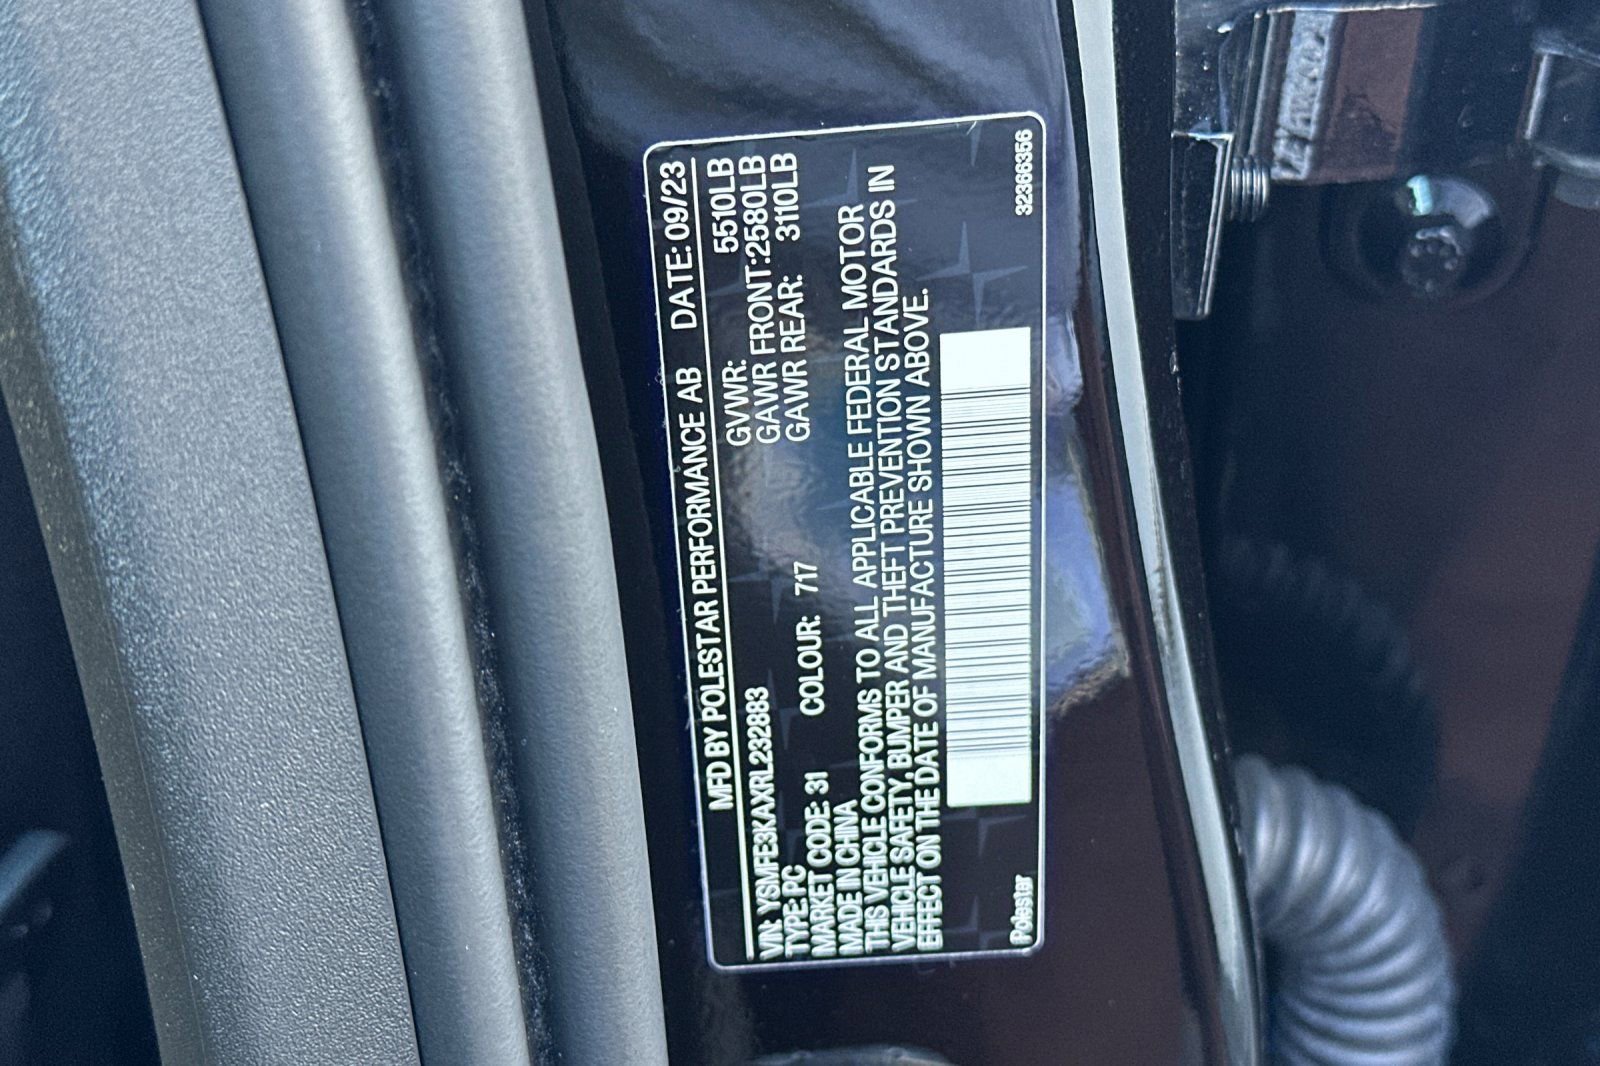 MFD BY POLESTAR PERFORMANCE AB DATE: 09/23
VIN: YSMFE3KAXRL232883 GVWR: 5510LB
TYPE: PC GAWR FRONT:2580LB
MARKET CODE: 31 COLOUR: 717 GAWR REAR: 3110LB
MADE IN CHINA
THIS VEHICLE CONFORMS TO ALL APPLICABLE FEDERAL MOTOR
VEHICLE SAFETY, BUMPER AND THEFT PREVENTION STANDARDS IN
EFFECT ON THE DATE OF MANUFACTURE SHOWN ABOVE.
Polestar 32366356